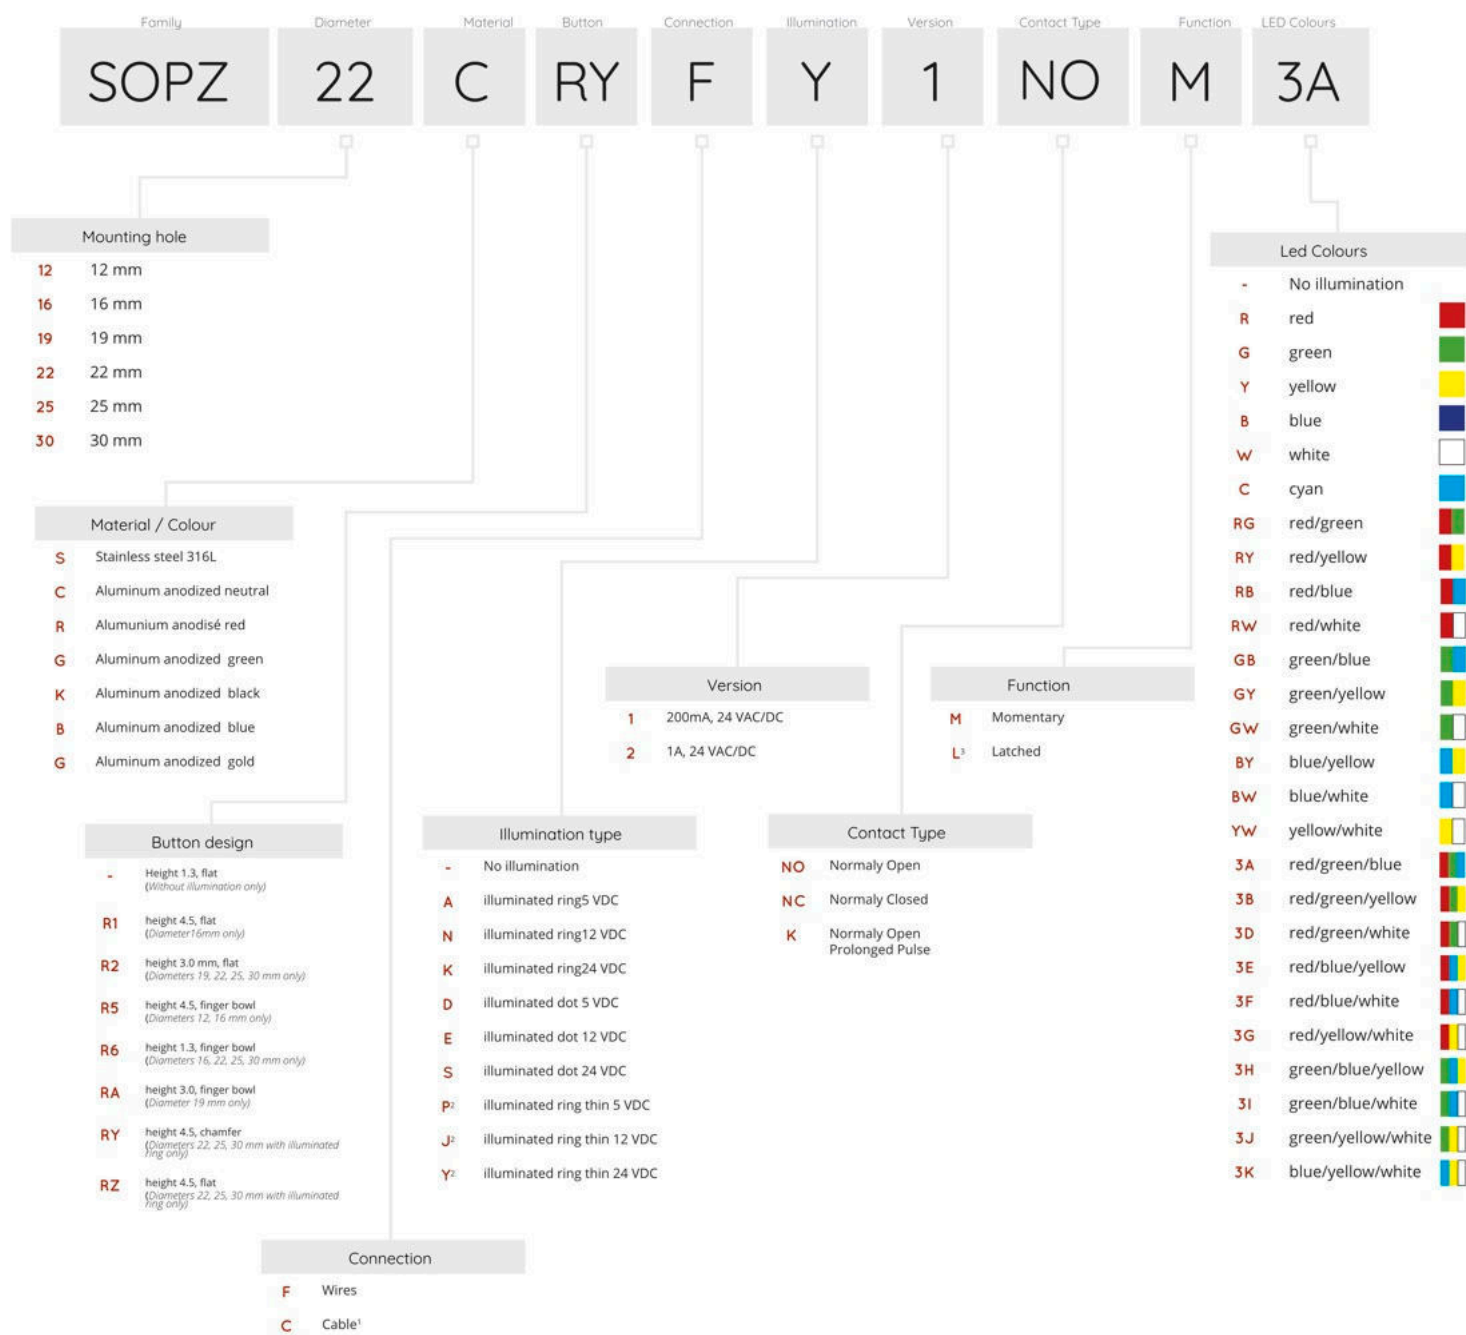 Family Diameter Material Button Connection Illumination Version Contact Type Function LED Colours
SOPZ 22 C RY F Y 1 NO M 3A
Mounting hole
12 12 mm
16 16 mm
19 19 mm
22 22 mm
25 25 mm
30 30 mm
Material / Colour
S Stainless steel 316L
C Aluminum anodized neutral
R Alumunium anodisé red
G Aluminum anodized green
K Aluminum anodized black
B Aluminum anodized blue
G Aluminum anodized gold
Button design
- Height 1.3, flat
(Without illumination only)
R1 height 4.5, flat
(Diameter16mm only)
R2 height 3.0 mm, flat
(Diameters 19, 22, 25, 30 mm only)
R5 height 4.5, finger bowl
(Diameters 12, 16 mm only)
R6 height 1.3, finger bowl
(Diameters 16, 22, 25, 30 mm only)
RA height 3.0, finger bowl
(Diameter 19 mm only)
RY height 4.5, chamfer
(Diameters 22, 25, 30 mm with illuminated
ring only)
RZ height 4.5, flat
(Diameters 22, 25, 30 mm with illuminated
ring only)
Connection
F Wires
C Cable¹
Illumination type
- No illumination
A illuminated ring5 VDC
N illuminated ring12 VDC
K illuminated ring24 VDC
D illuminated dot 5 VDC
E illuminated dot 12 VDC
S illuminated dot 24 VDC
P² illuminated ring thin 5 VDC
J² illuminated ring thin 12 VDC
Y² illuminated ring thin 24 VDC
Version
1 200mA, 24 VAC/DC
2 1A, 24 VAC/DC
Contact Type
NO Normaly Open
NC Normaly Closed
K Normaly Open
Prolonged Pulse
Function
M Momentary
L³ Latched
Led Colours
- No illumination
R red
G green
Y yellow
B blue
W white
C cyan
RG red/green
RY red/yellow
RB red/blue
RW red/white
GB green/blue
GY green/yellow
GW green/white
BY blue/yellow
BW blue/white
YW yellow/white
3A red/green/blue
3B red/green/yellow
3D red/green/white
3E red/blue/yellow
3F red/blue/white
3G red/yellow/white
3H green/blue/yellow
3I green/blue/white
3J green/yellow/white
3K blue/yellow/white